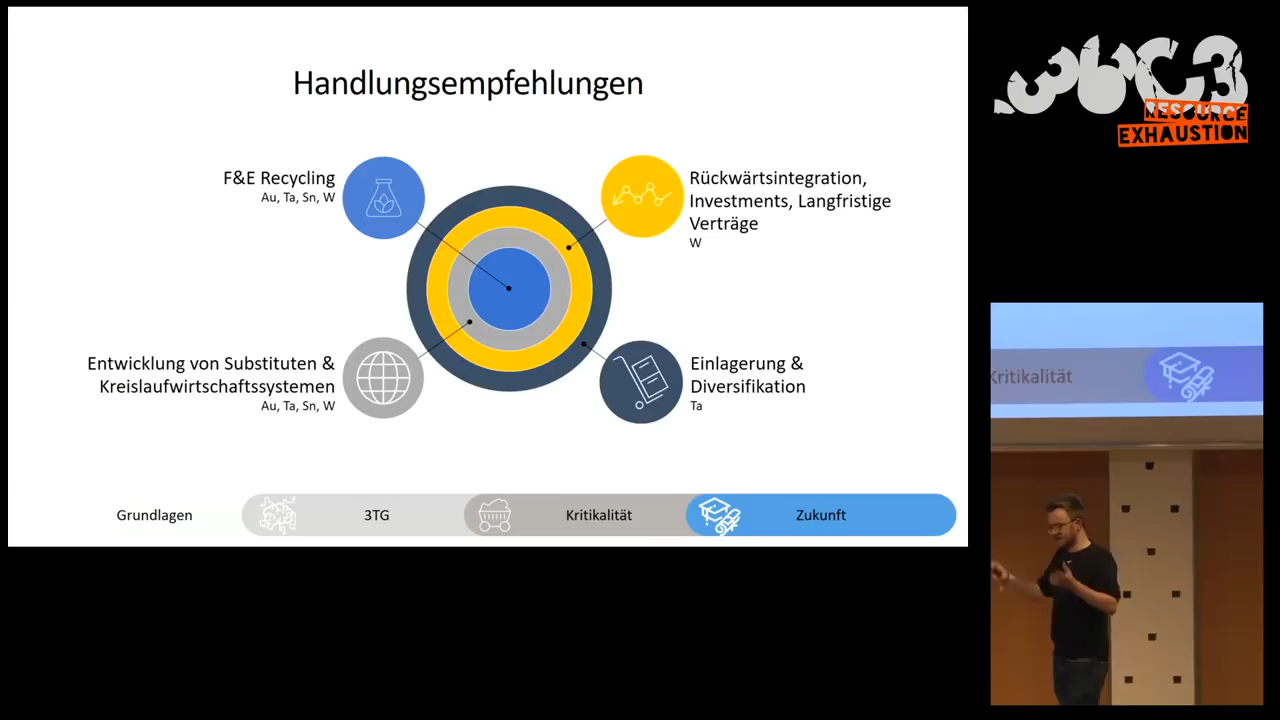 Handlungsempfehlungen
F&E Recycling
Au, Ta, Sn, W
Rückwärtsintegration,
Investments, Langfristige
Verträge
W
Entwicklung von Substituten &
Kreislaufwirtschaftssystemen
Au, Ta, Sn, W
Einlagerung &
Diversifikation
Ta
Grundlagen
3TG
Kritikalität
Zukunft
36C3
RESOURCE
EXHAUSTION
Kritikalität